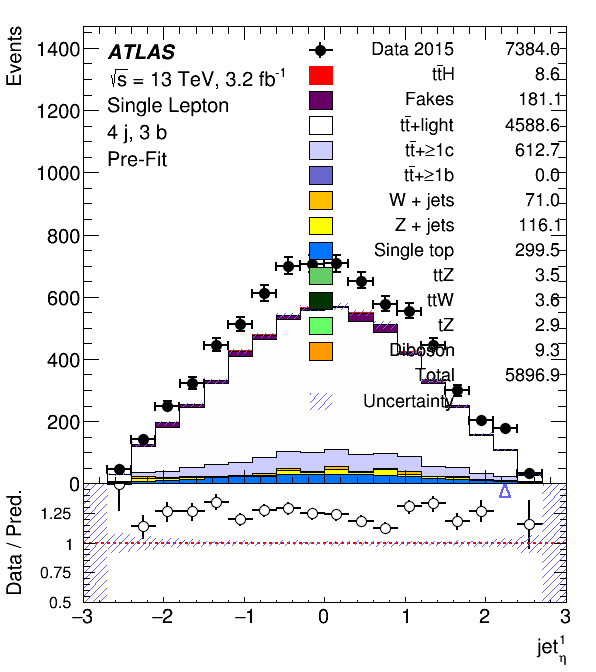 Events
1400
1200
1000
800
600
400
200
0
ATLAS
√s = 13 TeV, 3.2 fb⁻¹
Single Lepton
4 j, 3 b
Pre-Fit
Data 2015 7384.0
tt̄H 8.6
Fakes 181.1
tt̄+light 4588.6
tt̄+≥1c 612.7
tt̄+≥1b 0.0
W + jets 71.0
Z + jets 116.1
Single top 299.5
ttZ 3.5
ttW 3.6
tZ 2.9
Diboson 9.3
Total 5896.9
Uncertainty
Data / Pred.
1.25
1
0.75
0.5
−3 −2 −1 0 1 2 3
jet¹η